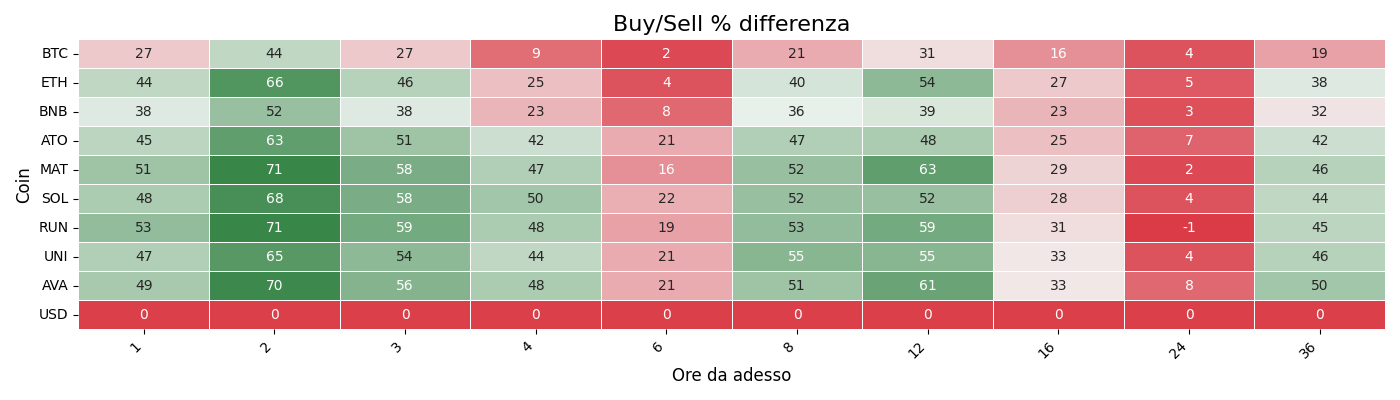 Buy/Sell % differenza
Coin
BTC 27 44 27 9 2 21 31 16 4 19
ETH 44 66 46 25 4 40 54 27 5 38
BNB 38 52 38 23 8 36 39 23 3 32
ATO 45 63 51 42 21 47 48 25 7 42
MAT 51 71 58 47 16 52 63 29 2 46
SOL 48 68 58 50 22 52 52 28 4 44
RUN 53 71 59 48 19 53 59 31 -1 45
UNI 47 65 54 44 21 55 55 33 4 46
AVA 49 70 56 48 21 51 61 33 8 50
USD 0 0 0 0 0 0 0 0 0 0
1 2 3 4 6 8 12 16 24 36
Ore da adesso